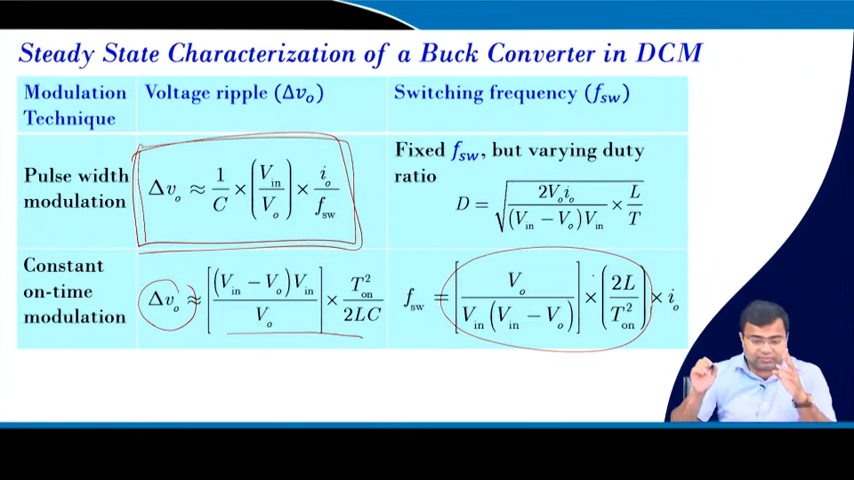 Steady State Characterization of a Buck Converter in DCM
Modulation Technique
Voltage ripple (Δv_o)
Switching frequency (f_sw)
Pulse width modulation
Δv_o ≈ 1/C × (V_in/V_o) × i_o/f_sw
Fixed f_sw, but varying duty ratio
D = √(2V_o i_o/((V_in − V_o)V_in) × L/T)
Constant on-time modulation
Δv_o ≈ [(V_in − V_o)V_in/V_o] × T_on²/2LC
f_sw = [V_o/(V_in(V_in − V_o))] × (2L/T_on²) × i_o